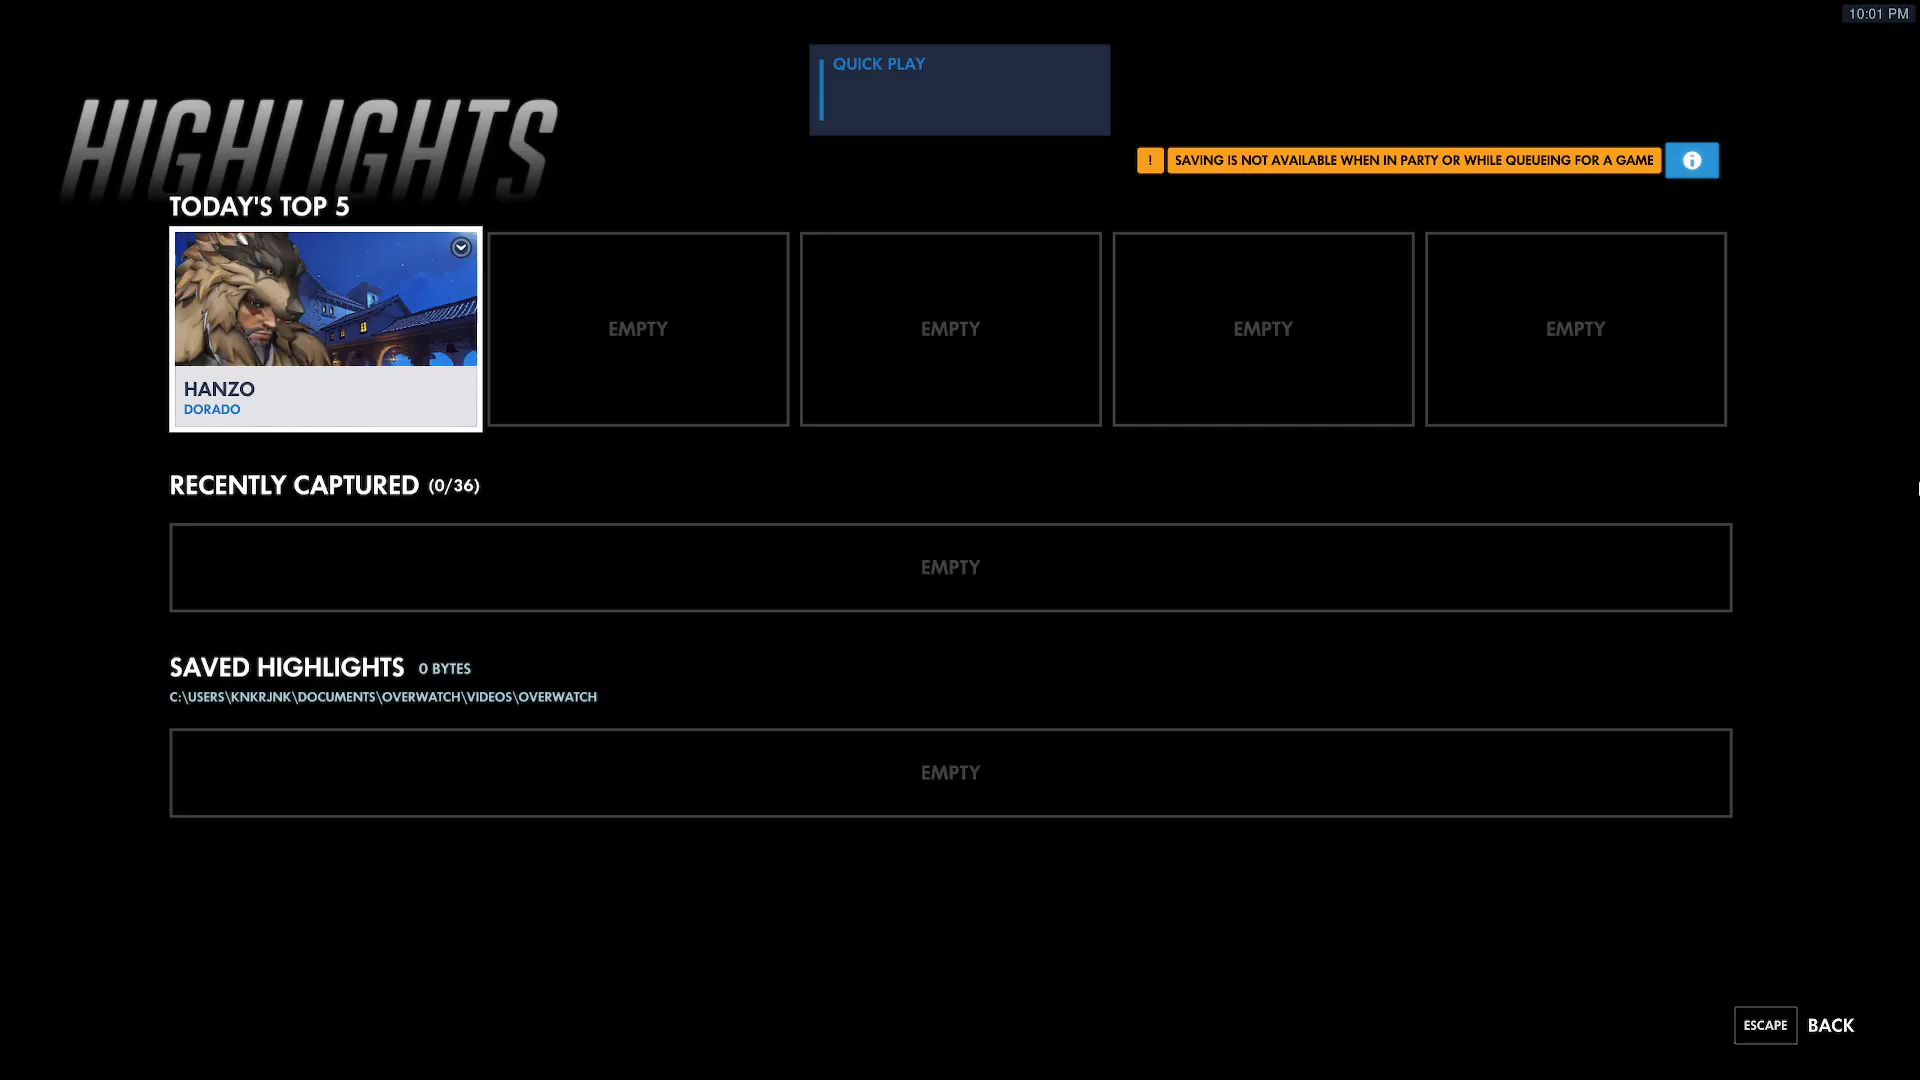 10:01 PM
QUICK PLAY
HIGHLIGHTS
! SAVING IS NOT AVAILABLE WHEN IN PARTY OR WHILE QUEUEING FOR A GAME
TODAY'S TOP 5
HANZO
DORADO
EMPTY
EMPTY
EMPTY
EMPTY
RECENTLY CAPTURED (0/36)
EMPTY
SAVED HIGHLIGHTS 0 BYTES
C:\USERS\KNKRJNK\DOCUMENTS\OVERWATCH\VIDEOS\OVERWATCH
EMPTY
ESCAPE BACK